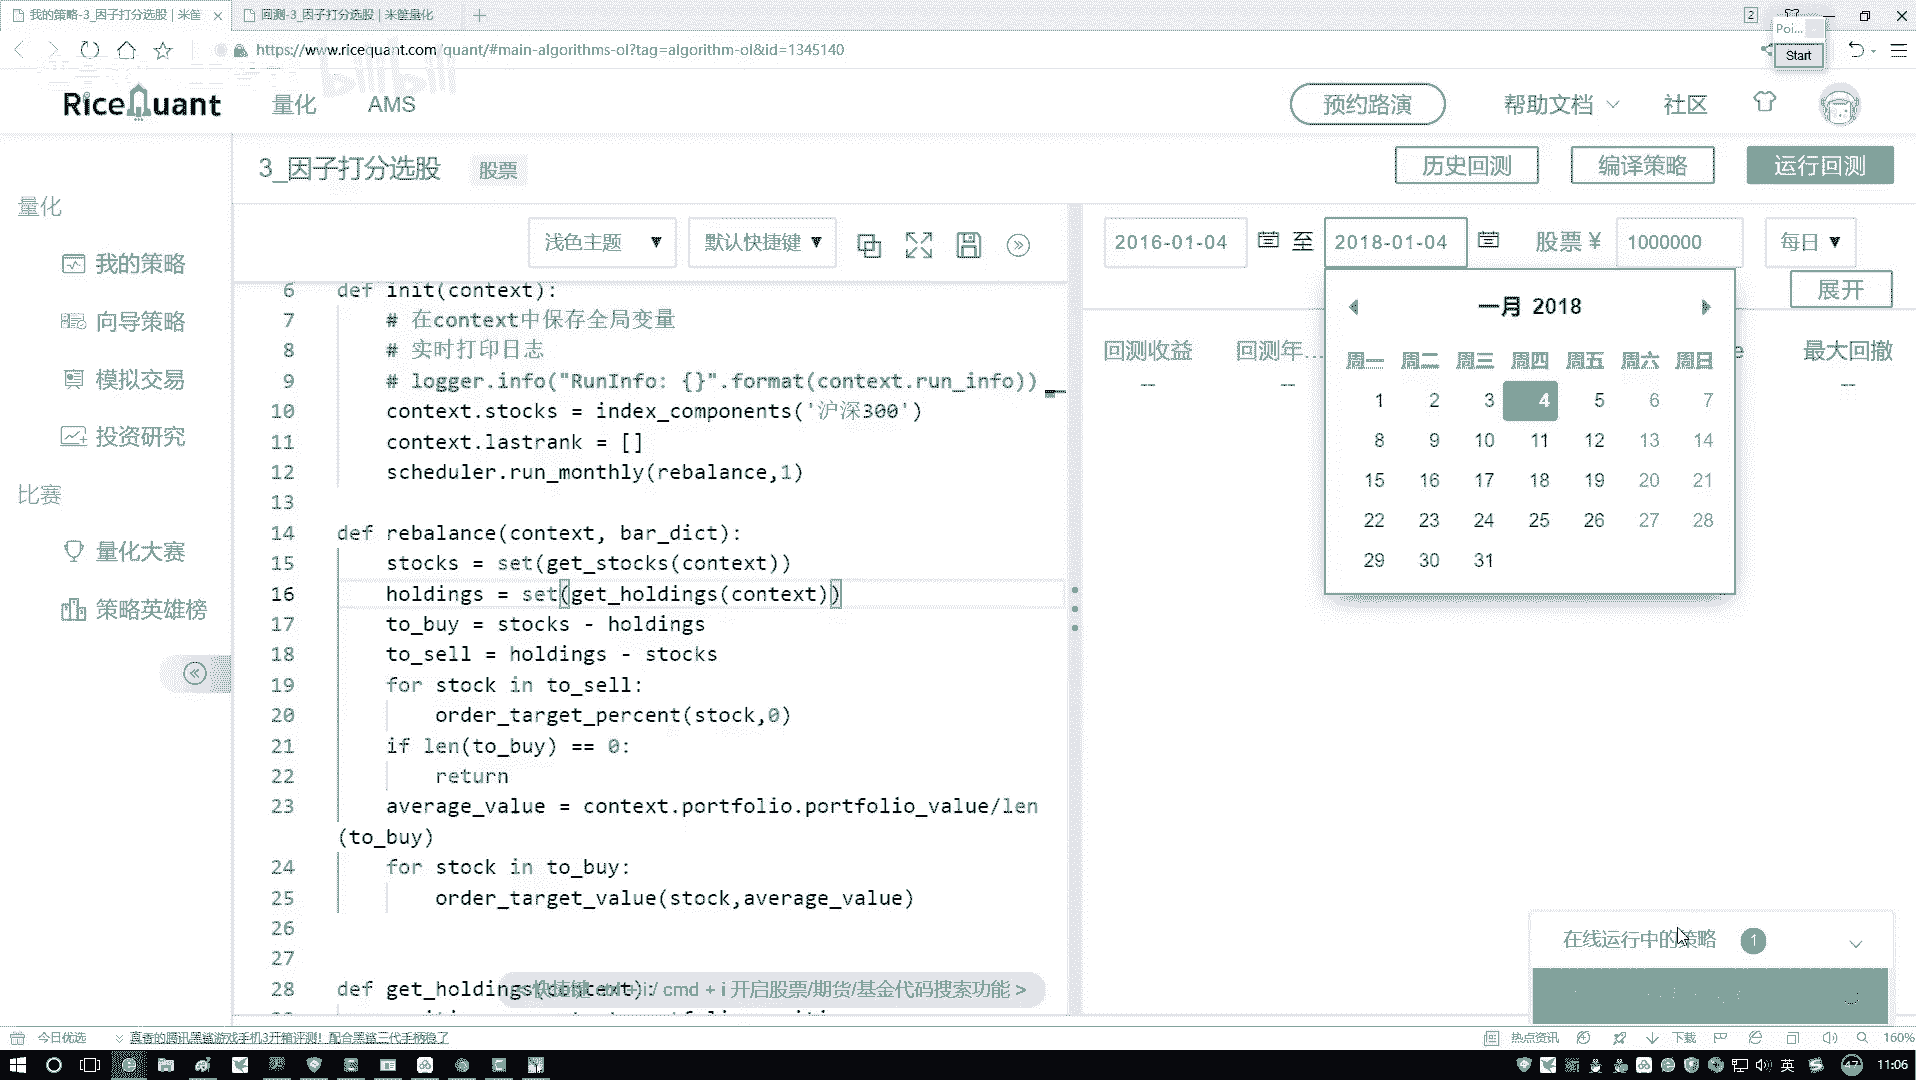 我的策略-3_因子打分选股 | 米筐
回测-3_因子打分选股 | 米筐量化
2
https://www.ricequant.com/quant/#main-algorithms-ol?tag=algorithm-ol&id=1345140
Poi...
Start
bilibili
RiceQuant
量化
AMS
预约路演
帮助文档
社区
3_因子打分选股
股票
历史回测
编译策略
运行回测
量化
我的策略
向导策略
模拟交易
投资研究
比赛
量化大赛
策略英雄榜
浅色主题
默认快捷键
2016-01-04
至
2018-01-04
股票 ¥
1000000
每日
展开
6 def init(context):
7 # 在context中保存全局变量
8 # 实时打印日志
9 # logger.info("RunInfo: {}".format(context.run_info))
10 context.stocks = index_components('沪深300')
11 context.lastrank = []
12 scheduler.run_monthly(rebalance,1)
13
14 def rebalance(context, bar_dict):
15 stocks = set(get_stocks(context))
16 holdings = set(get_holdings(context))
17 to_buy = stocks - holdings
18 to_sell = holdings - stocks
19 for stock in to_sell:
20 order_target_percent(stock,0)
21 if len(to_buy) == 0:
22 return
23 average_value = context.portfolio.portfolio_value/len
(to_buy)
24 for stock in to_buy:
25 order_target_value(stock,average_value)
26
27
28 def get_holdings(context):
/ cmd + i 开启股票/期货/基金代码搜索功能 >
回测收益
回测年...
最大回撤
--
--
--
一月 2018
周一 周二 周三 周四 周五 周六 周日
1 2 3 4 5 6 7
8 9 10 11 12 13 14
15 16 17 18 19 20 21
22 23 24 25 26 27 28
29 30 31
在线运行中的策略 1
今日优选
真香的腾讯黑鲨游戏手机3开箱评测！配合黑鲨三代手柄稳了
热点资讯
下载
160%
英
47
11:06